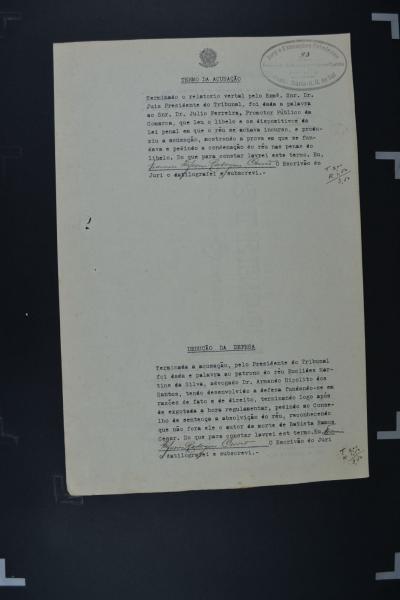 Juri e Execuções Criminais
93
TERMO DA ACUSAÇÃO
Terminado o relatorio verbal pelo Exmº. Snr. Dr.
Juiz Presidente do Tribunal, foi dada a palavra
ao Snr. Dr. Julio Ferreira, Promotor Público da
Comarca, que leu o libelo e os dispositivos da
Lei penal em que o réu se achava incurso, e produ-
ziu a acusação, mostrando a prova em que se fun-
dava e pedindo a condenação do réu nas penas do
libelo. Do que para constar lavrei este termo. Eu,
O Escrivão do
Juri o datilografei e subscrevi.-
DEDUÇÃO DA DEFESA
Terminada a acusação, pelo Presidente do Tribunal
foi dada a palavra ao patrono do réu Euclides Mar-
tins da Silva, advogado Dr. Armando Hipolito dos
Santos, tendo desenvolvido a defesa fundando-se em
razões de fato e de direito, terminando logo após
de esgotada a hora regulamentar, pedindo ao Conse-
lho de sentença a absolvição do réu, reconhecendo
que não fora ele o autor da morte de Batista Ramos
Cesar. Do que para constar lavrei este termo. Eu,
O Escrivão do Juri
o datilografei e subscrevi.-